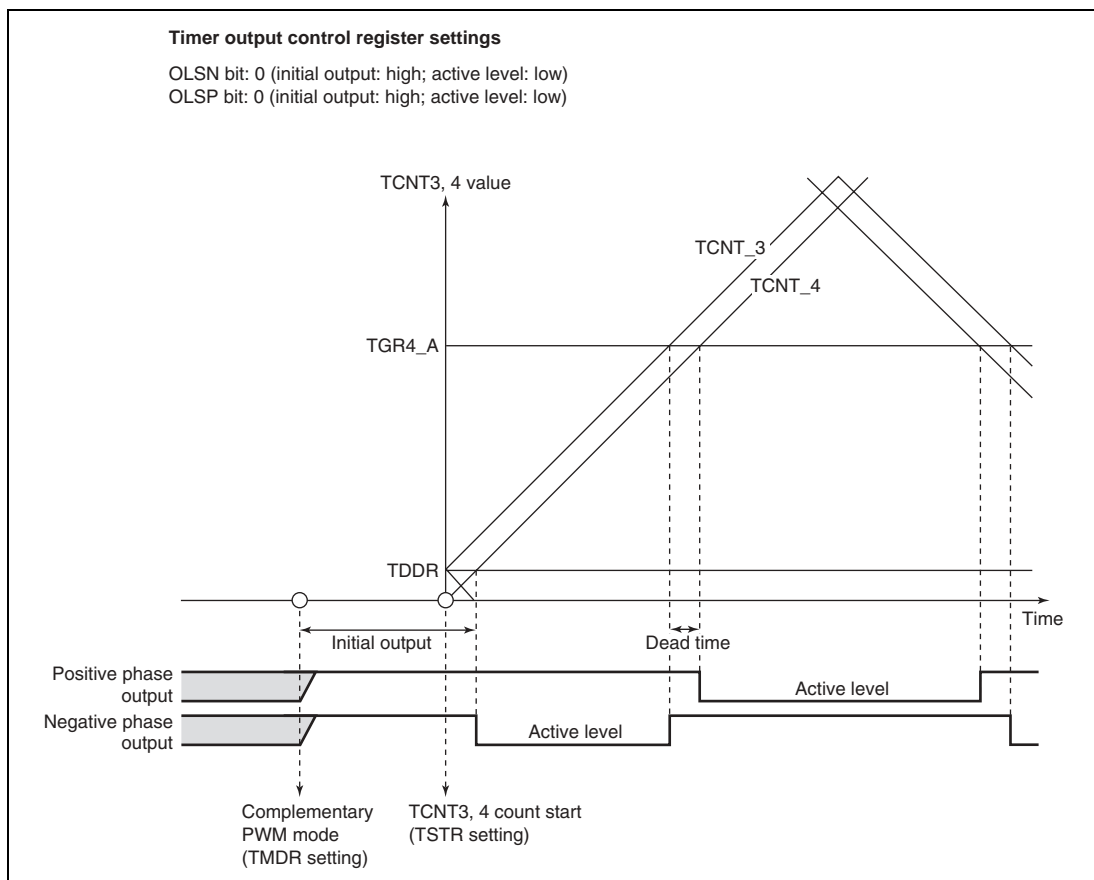 Timer output control register settings
OLSN bit: 0 (initial output: high; active level: low)
OLSP bit: 0 (initial output: high; active level: low)
TCNT3, 4 value
TCNT_3
TCNT_4
TGR4_A
TDDR
Time
Initial output
Dead time
Positive phase
output
Active level
Negative phase
output
Active level
Complementary
PWM mode
(TMDR setting)
TCNT3, 4 count start
(TSTR setting)